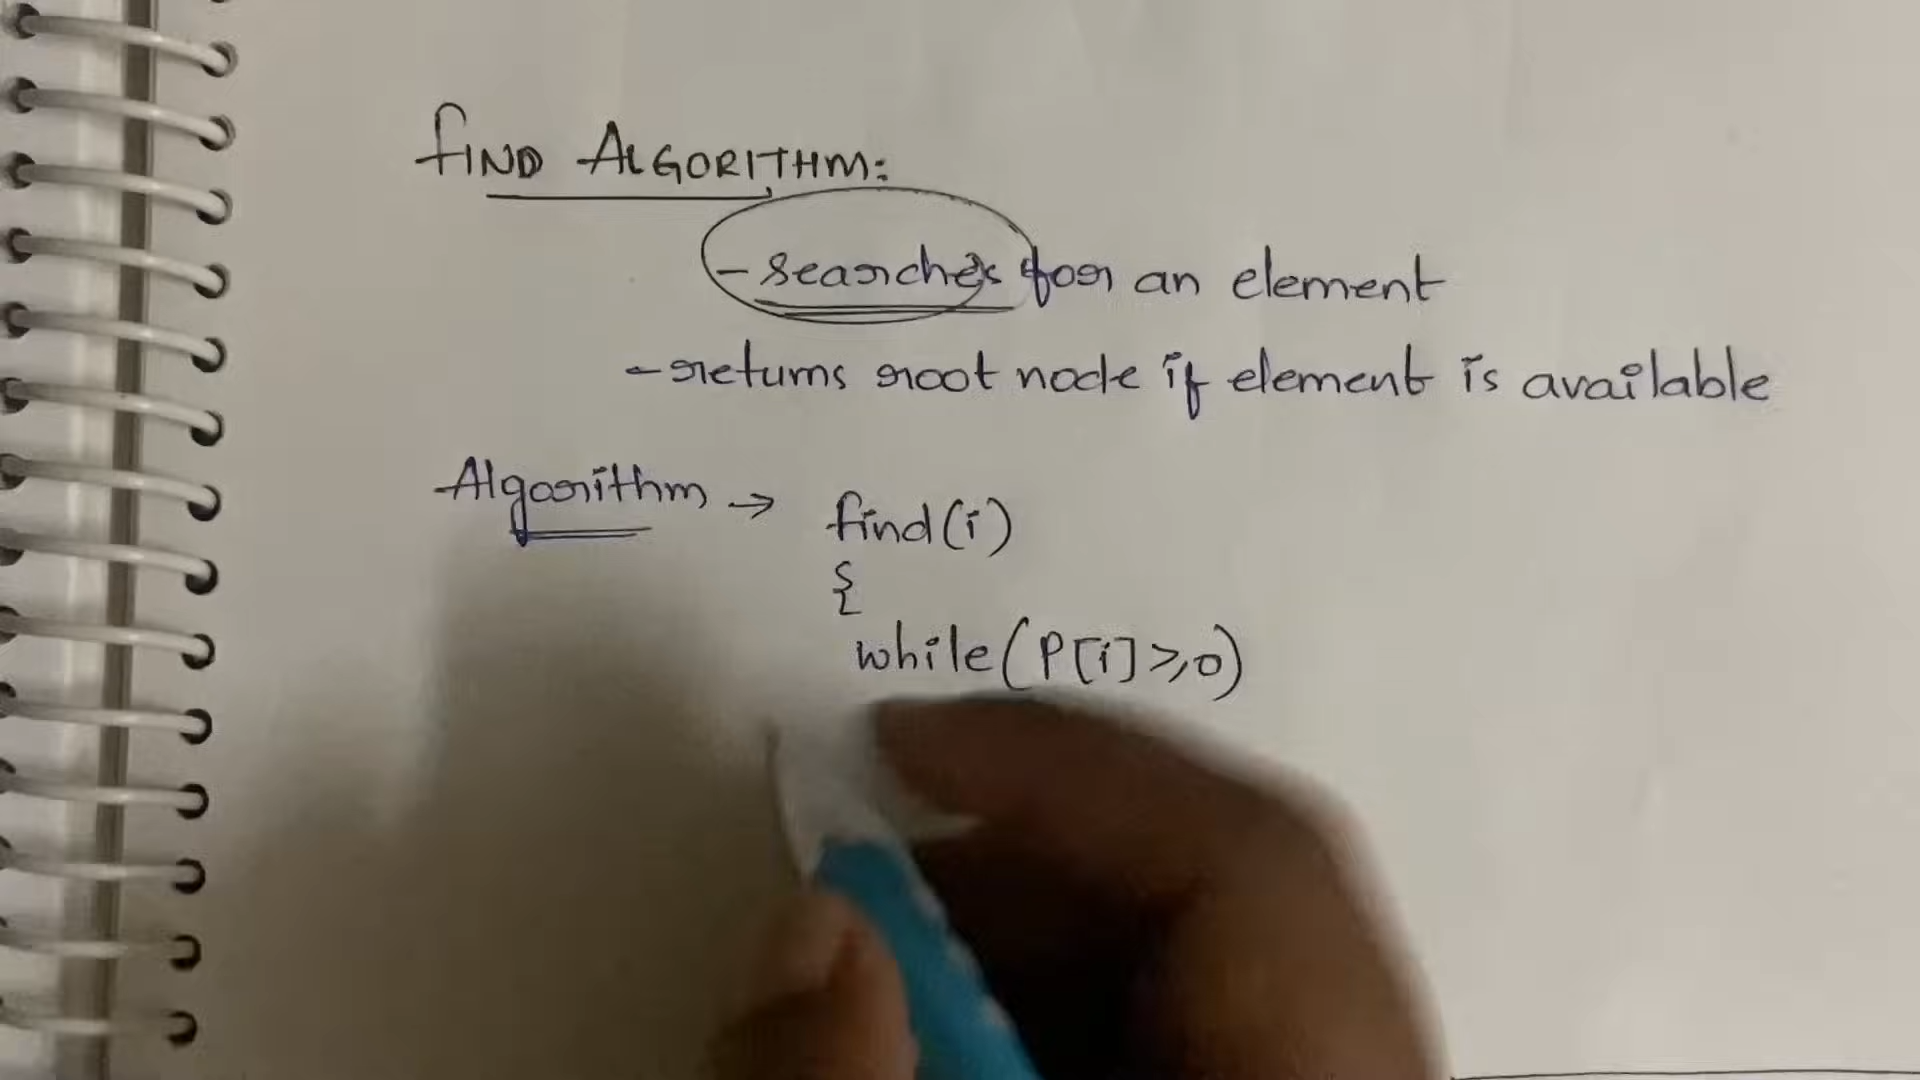 FIND ALGORITHM:
- searches for an element
- returns root node if element is available
Algorithm → find(i)
{
while(P[i]≥0)